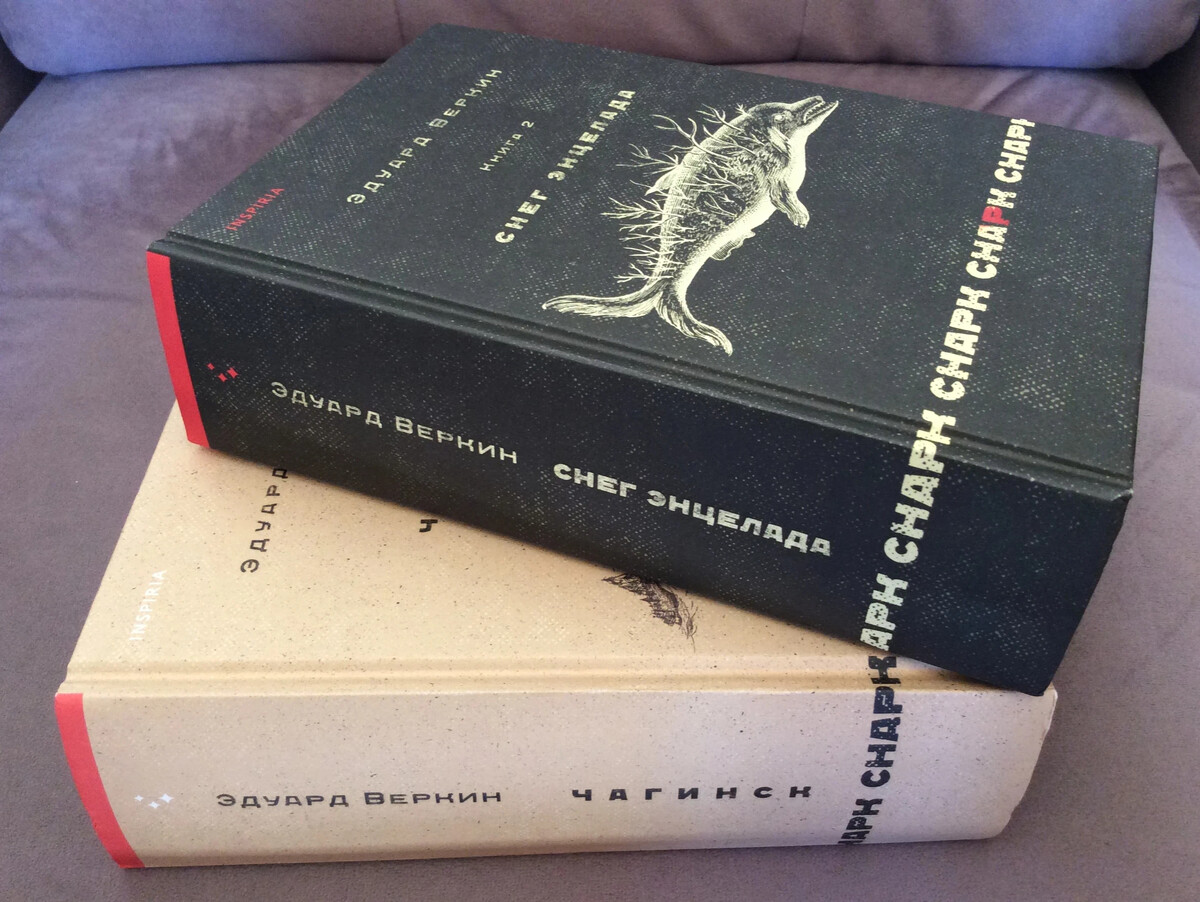 INSPIRIA
Эдуард Веркин
книга 2
СНЕГ ЭНЦЕЛАДА
СНАРК СНАРК СНАРК СНАРК
Эдуард Веркин СНЕГ ЭНЦЕЛАДА
INSPIRIA
Эдуард
Ч
Эдуард Веркин ЧАГИНСК
СНАРК